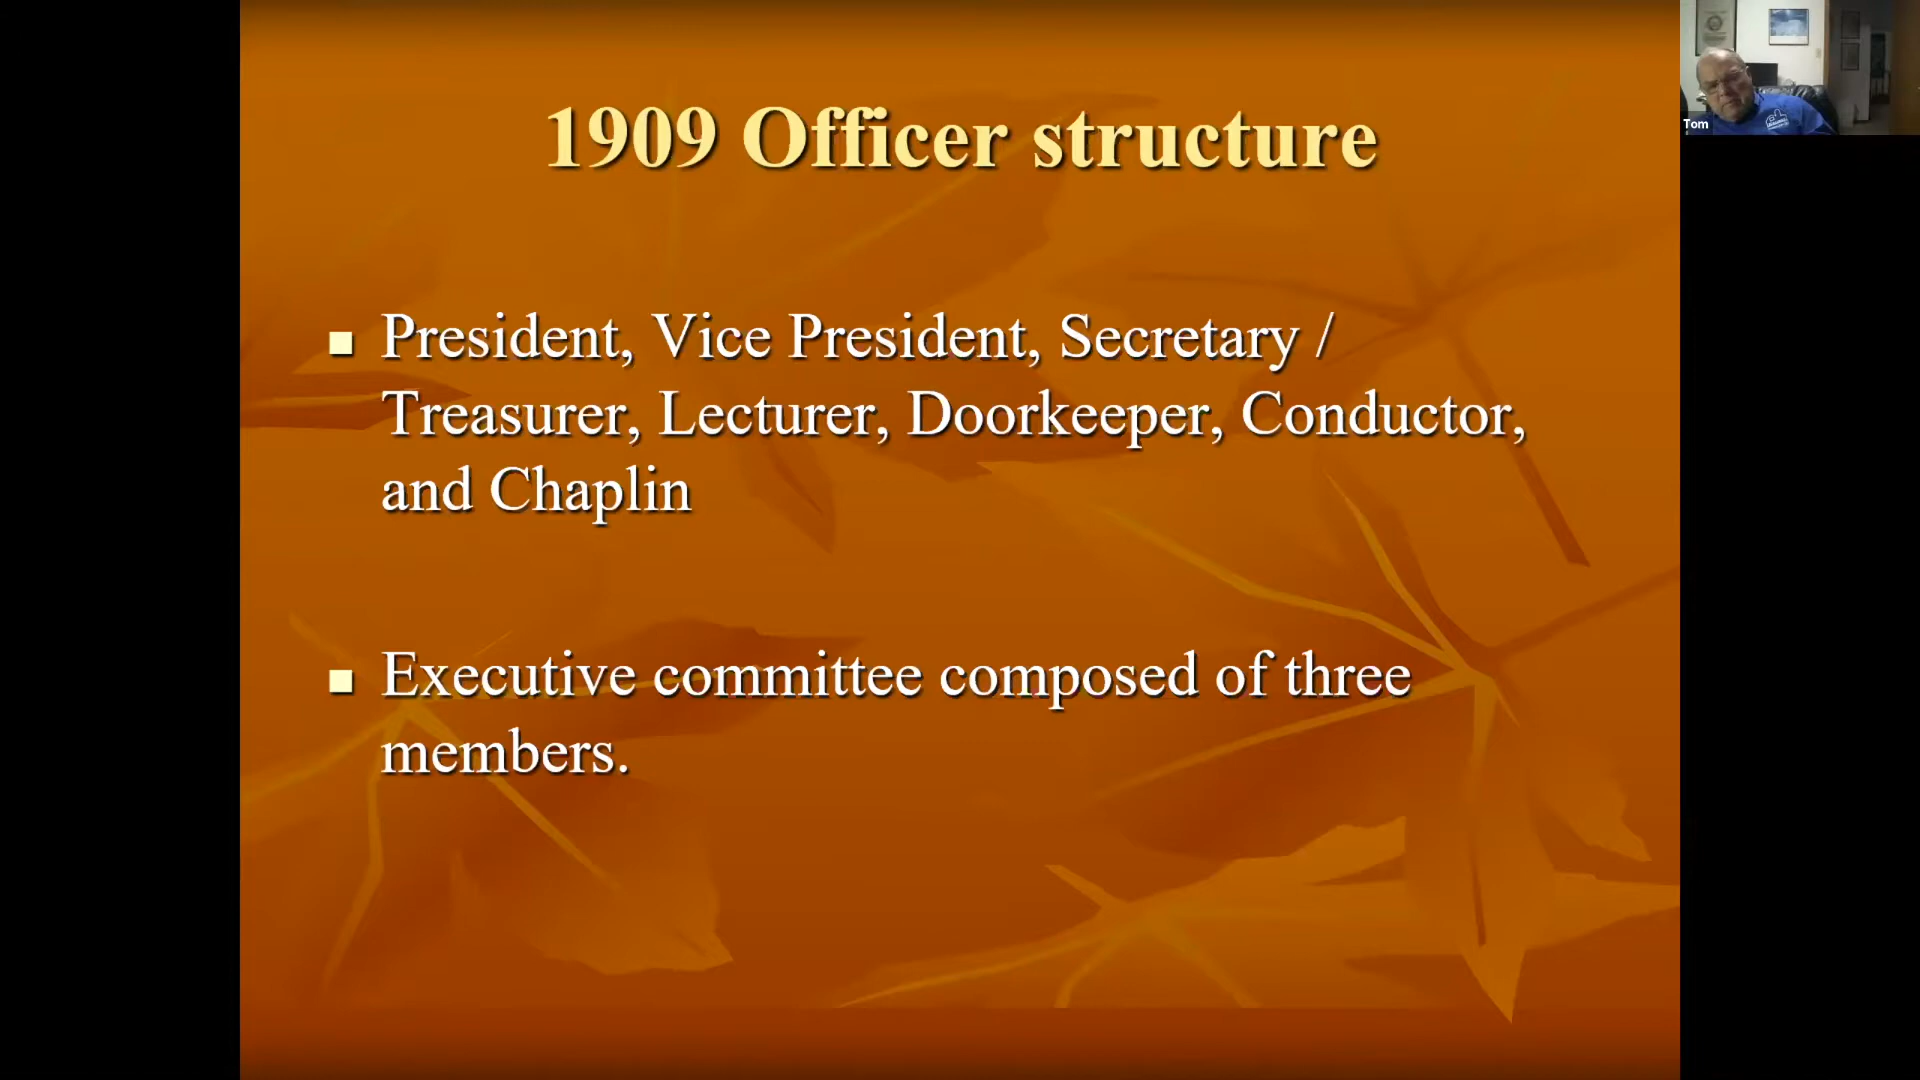 1909 Officer structure
President, Vice President, Secretary /
Treasurer, Lecturer, Doorkeeper, Conductor,
and Chaplin
Executive committee composed of three
members.
Tom